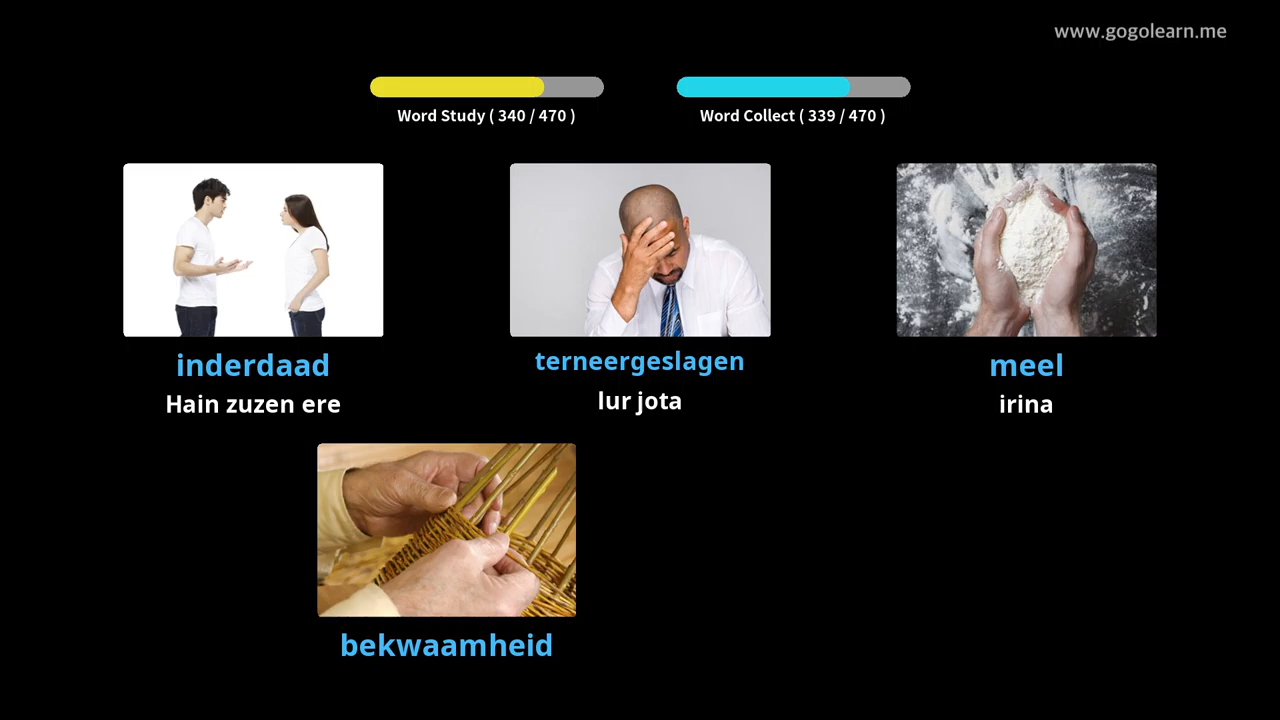 www.gogolearn.me
Word Study ( 340 / 470 )
Word Collect ( 339 / 470 )
inderdaad
Hain zuzen ere
terneergeslagen
lur jota
meel
irina
bekwaamheid